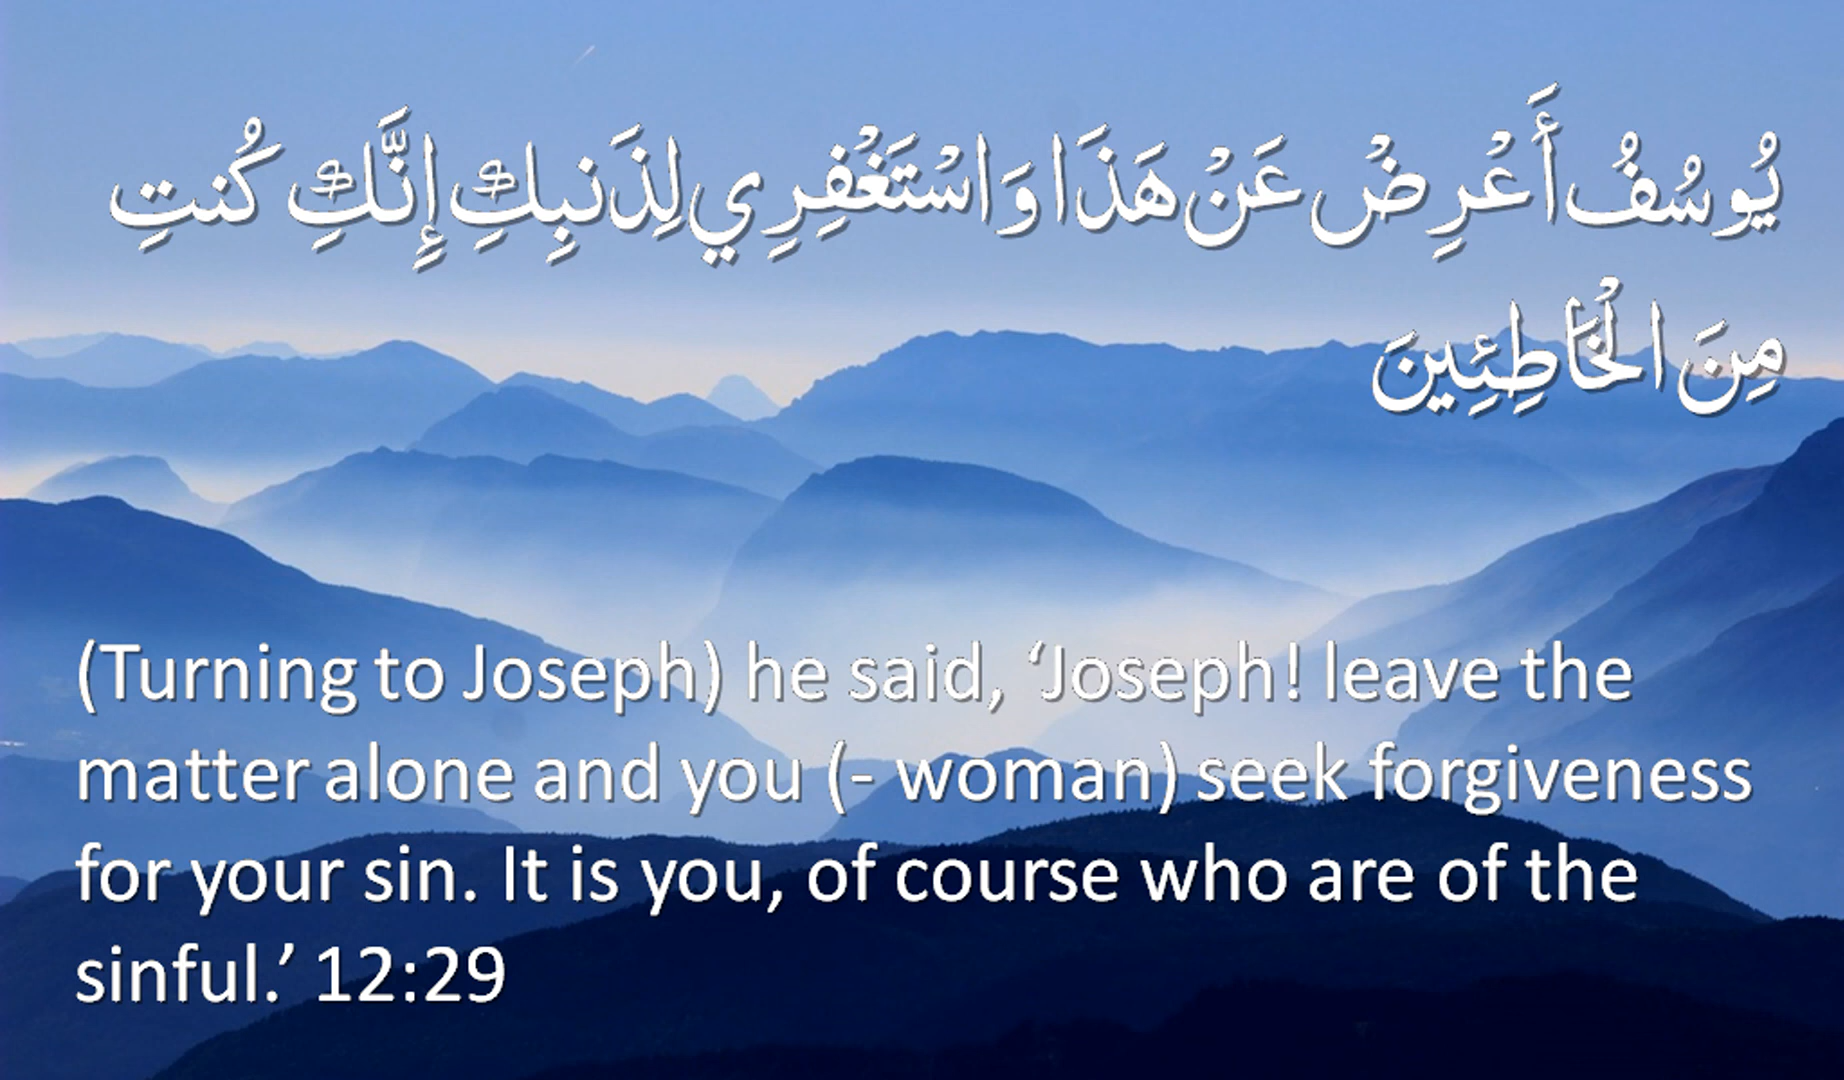 يُوسُفُ أَعْرِضْ عَنْ هَذَا وَاسْتَغْفِرِي لِذَنبِكِ إِنَّكِ كُنتِ
مِنَ الْخَاطِئِينَ
(Turning to Joseph) he said, ‘Joseph! leave the
matter alone and you (- woman) seek forgiveness
for your sin. It is you, of course who are of the
sinful.’ 12:29